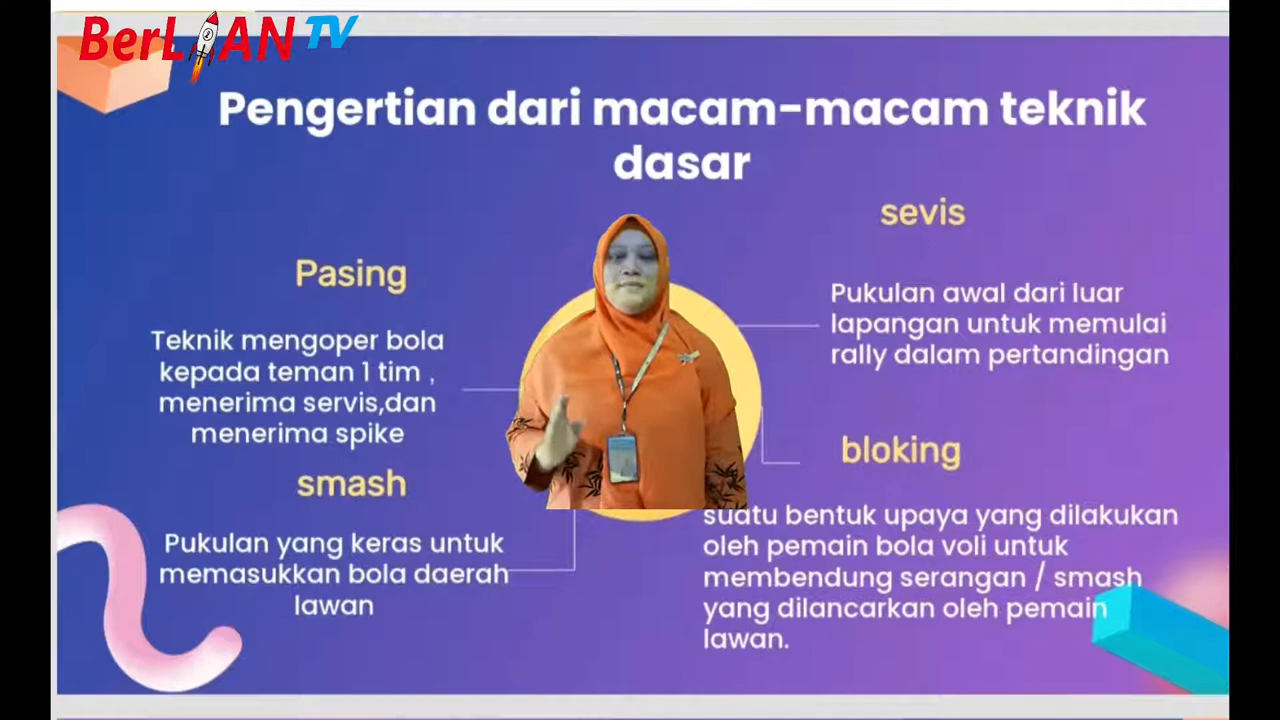 BerLIAN TV
Pengertian dari macam-macam teknik
dasar
sevis
Pasing
Pukulan awal dari luar
lapangan untuk memulai
rally dalam pertandingan
Teknik mengoper bola
kepada teman 1 tim ,
menerima servis,dan
menerima spike
bloking
smash
suatu bentuk upaya yang dilakukan
oleh pemain bola voli untuk
membendung serangan / smash
yang dilancarkan oleh pemain
lawan.
Pukulan yang keras untuk
memasukkan bola daerah
lawan